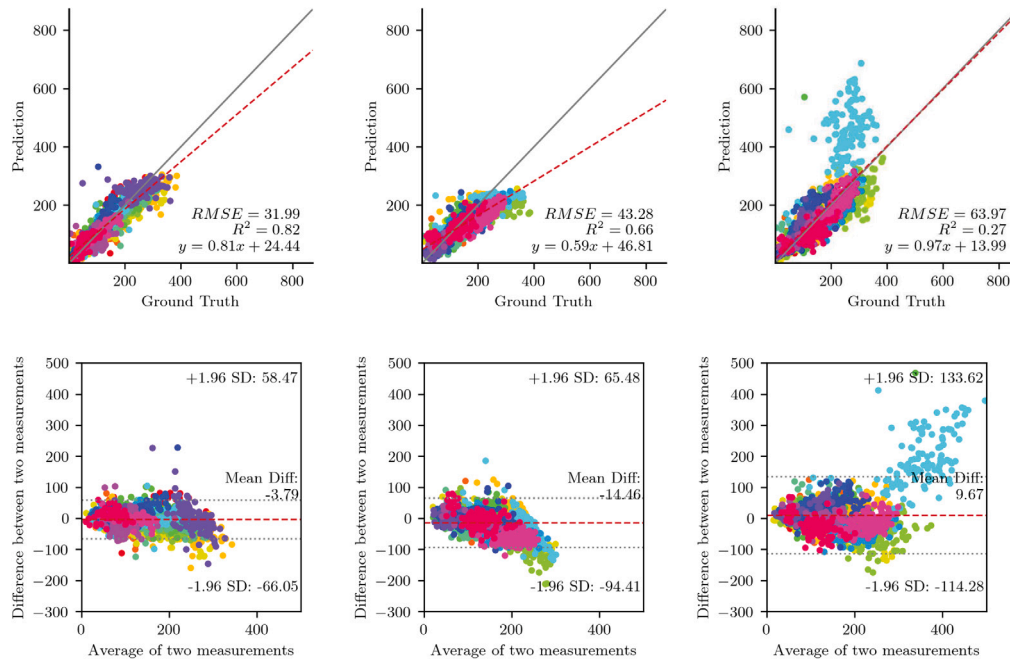 800
600
400
200
Prediction
RMSE = 31.99
R² = 0.82
y = 0.81x + 24.44
200 400 600 800
Ground Truth
800
600
400
200
Prediction
RMSE = 43.28
R² = 0.66
y = 0.59x + 46.81
200 400 600 800
Ground Truth
800
600
400
200
Prediction
RMSE = 63.97
R² = 0.27
y = 0.97x + 13.99
200 400 600 800
Ground Truth
500
400
300
200
100
0
−100
−200
−300
Difference between two measurements
+1.96 SD: 58.47
Mean Diff:
-3.79
-1.96 SD: -66.05
0 200 400
Average of two measurements
500
400
300
200
100
0
−100
−200
−300
Difference between two measurements
+1.96 SD: 65.48
Mean Diff:
-14.46
-1.96 SD: -94.41
0 200 400
Average of two measurements
500
400
300
200
100
0
−100
−200
−300
Difference between two measurements
+1.96 SD: 133.62
Mean Diff:
9.67
-1.96 SD: -114.28
0 200 400
Average of two measurements